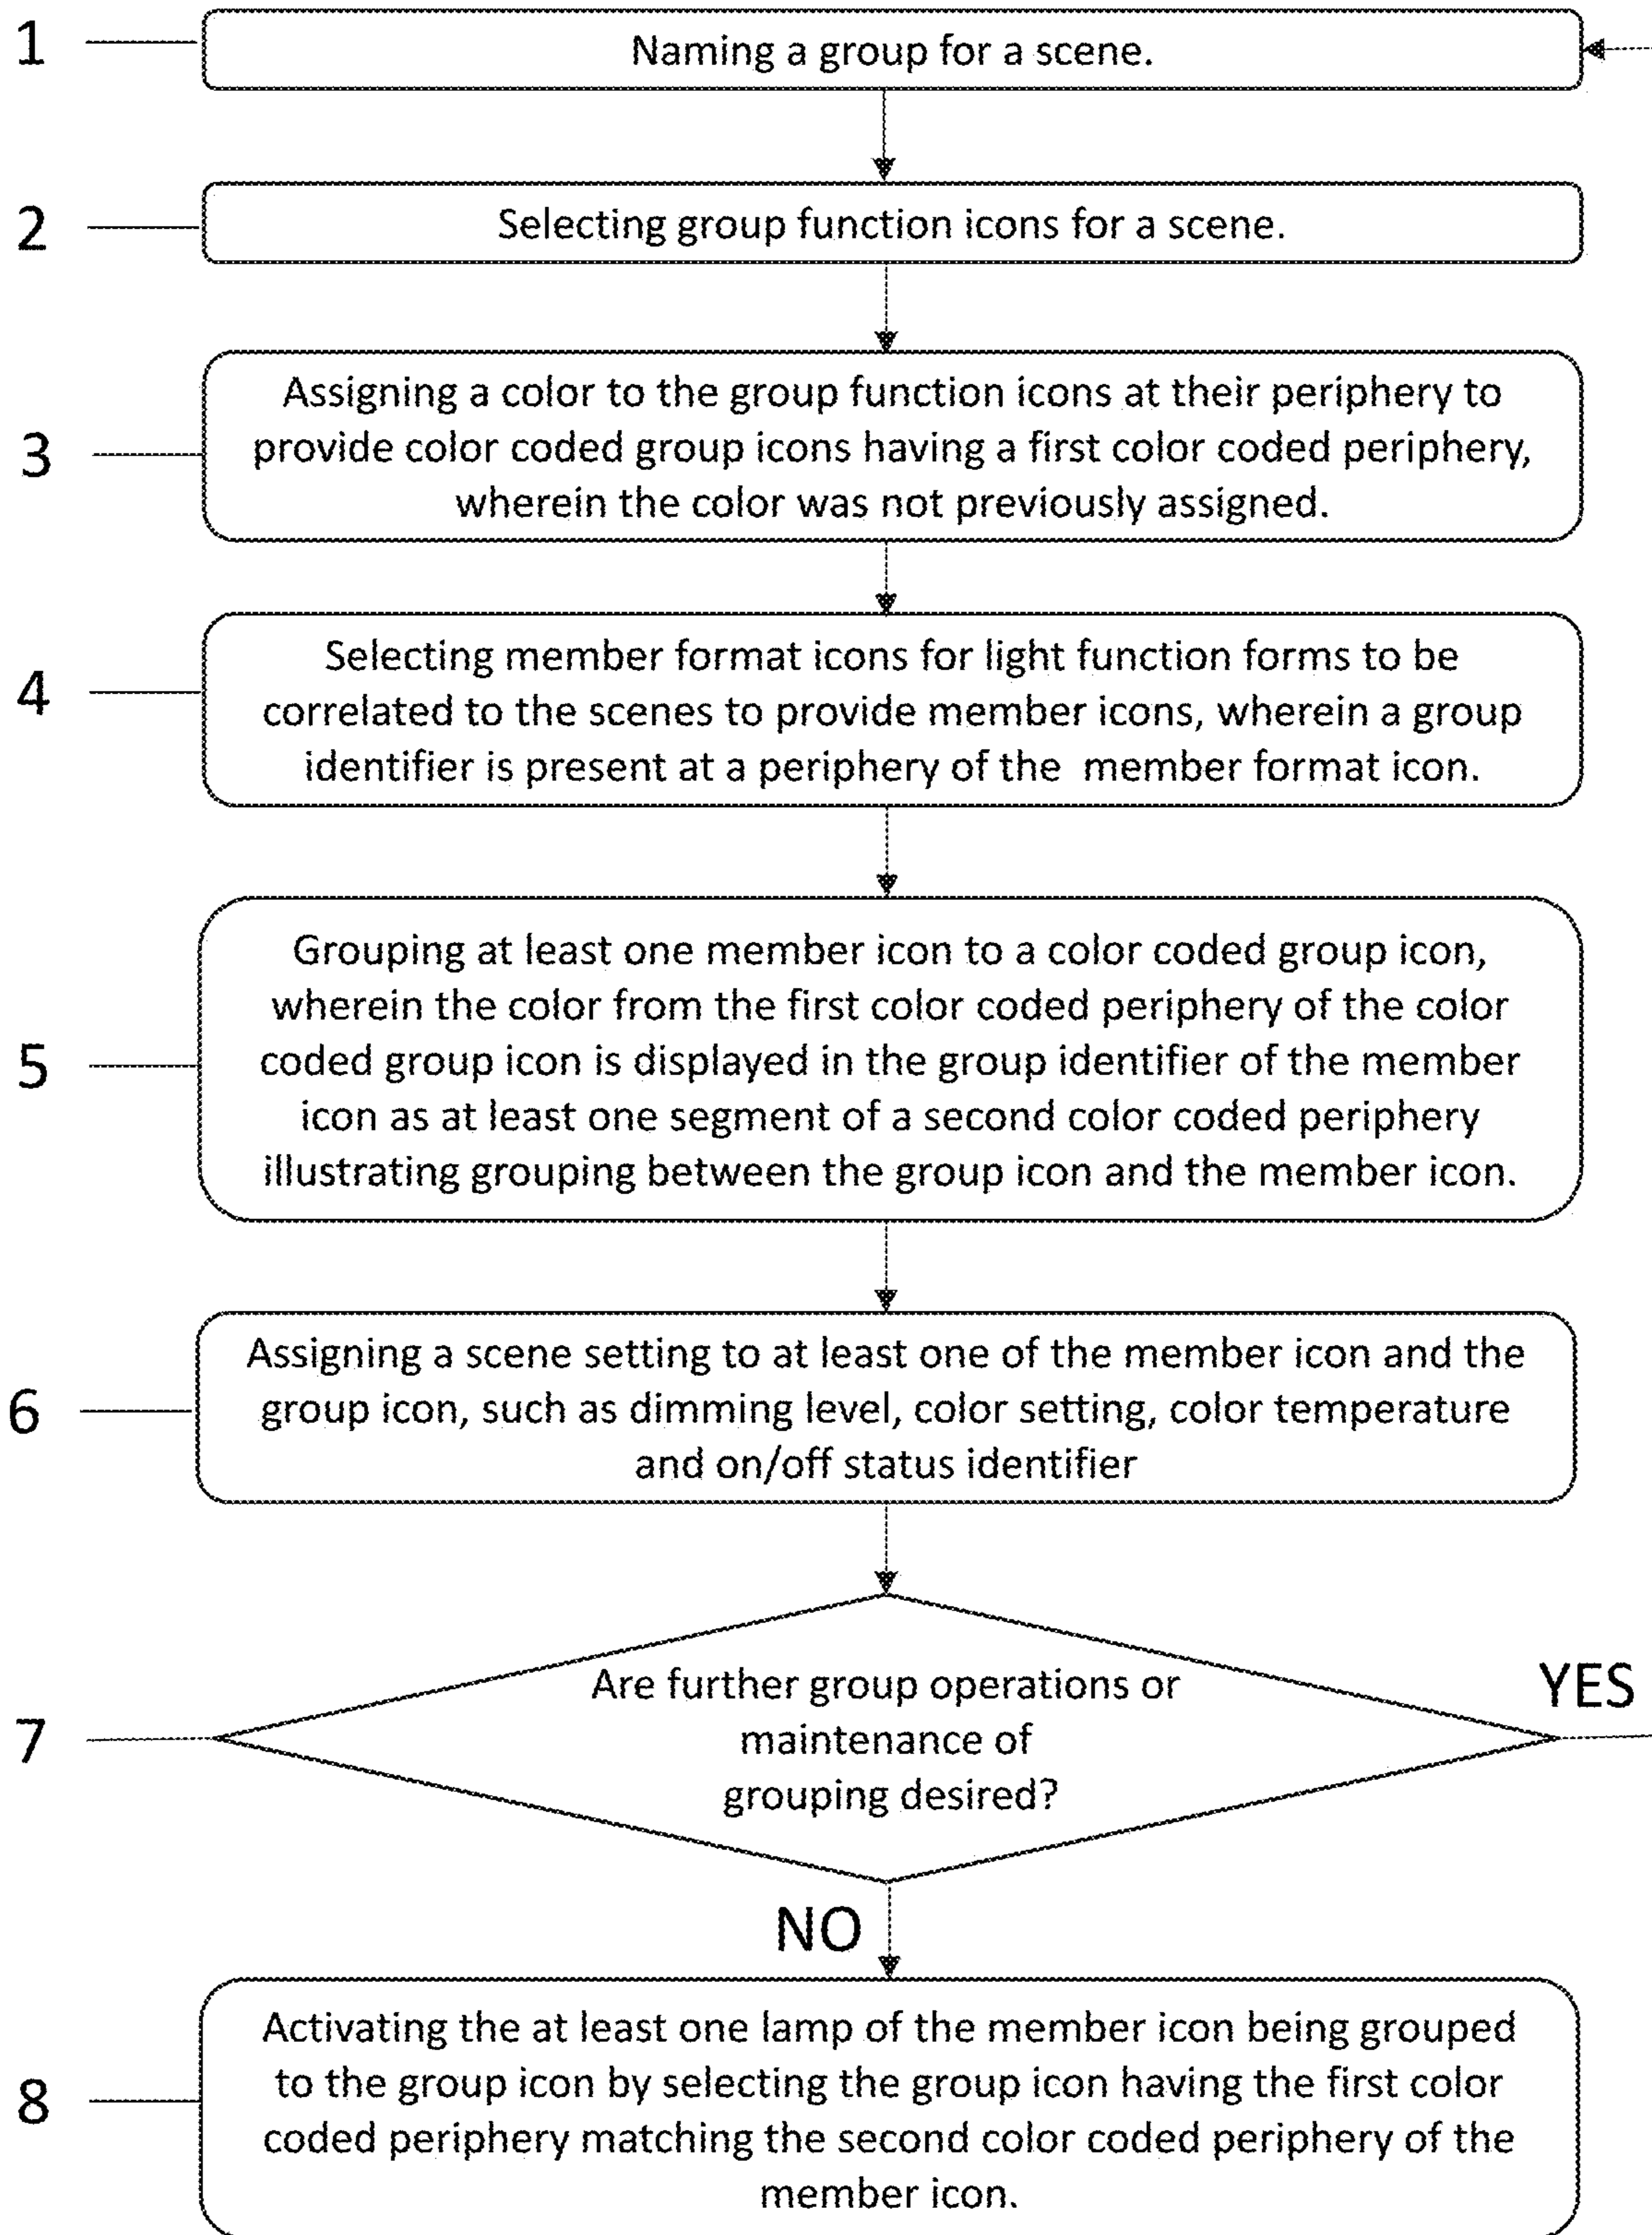 1
Naming a group for a scene.
2
Selecting group function icons for a scene.
3
Assigning a color to the group function icons at their periphery to
provide color coded group icons having a first color coded periphery,
wherein the color was not previously assigned.
4
Selecting member format icons for light function forms to be
correlated to the scenes to provide member icons, wherein a group
identifier is present at a periphery of the member format icon.
5
Grouping at least one member icon to a color coded group icon,
wherein the color from the first color coded periphery of the color
coded group icon is displayed in the group identifier of the member
icon as at least one segment of a second color coded periphery
illustrating grouping between the group icon and the member icon.
6
Assigning a scene setting to at least one of the member icon and the
group icon, such as dimming level, color setting, color temperature
and on/off status identifier
7
Are further group operations or
maintenance of
grouping desired?
YES
NO
8
Activating the at least one lamp of the member icon being grouped
to the group icon by selecting the group icon having the first color
coded periphery matching the second color coded periphery of the
member icon.